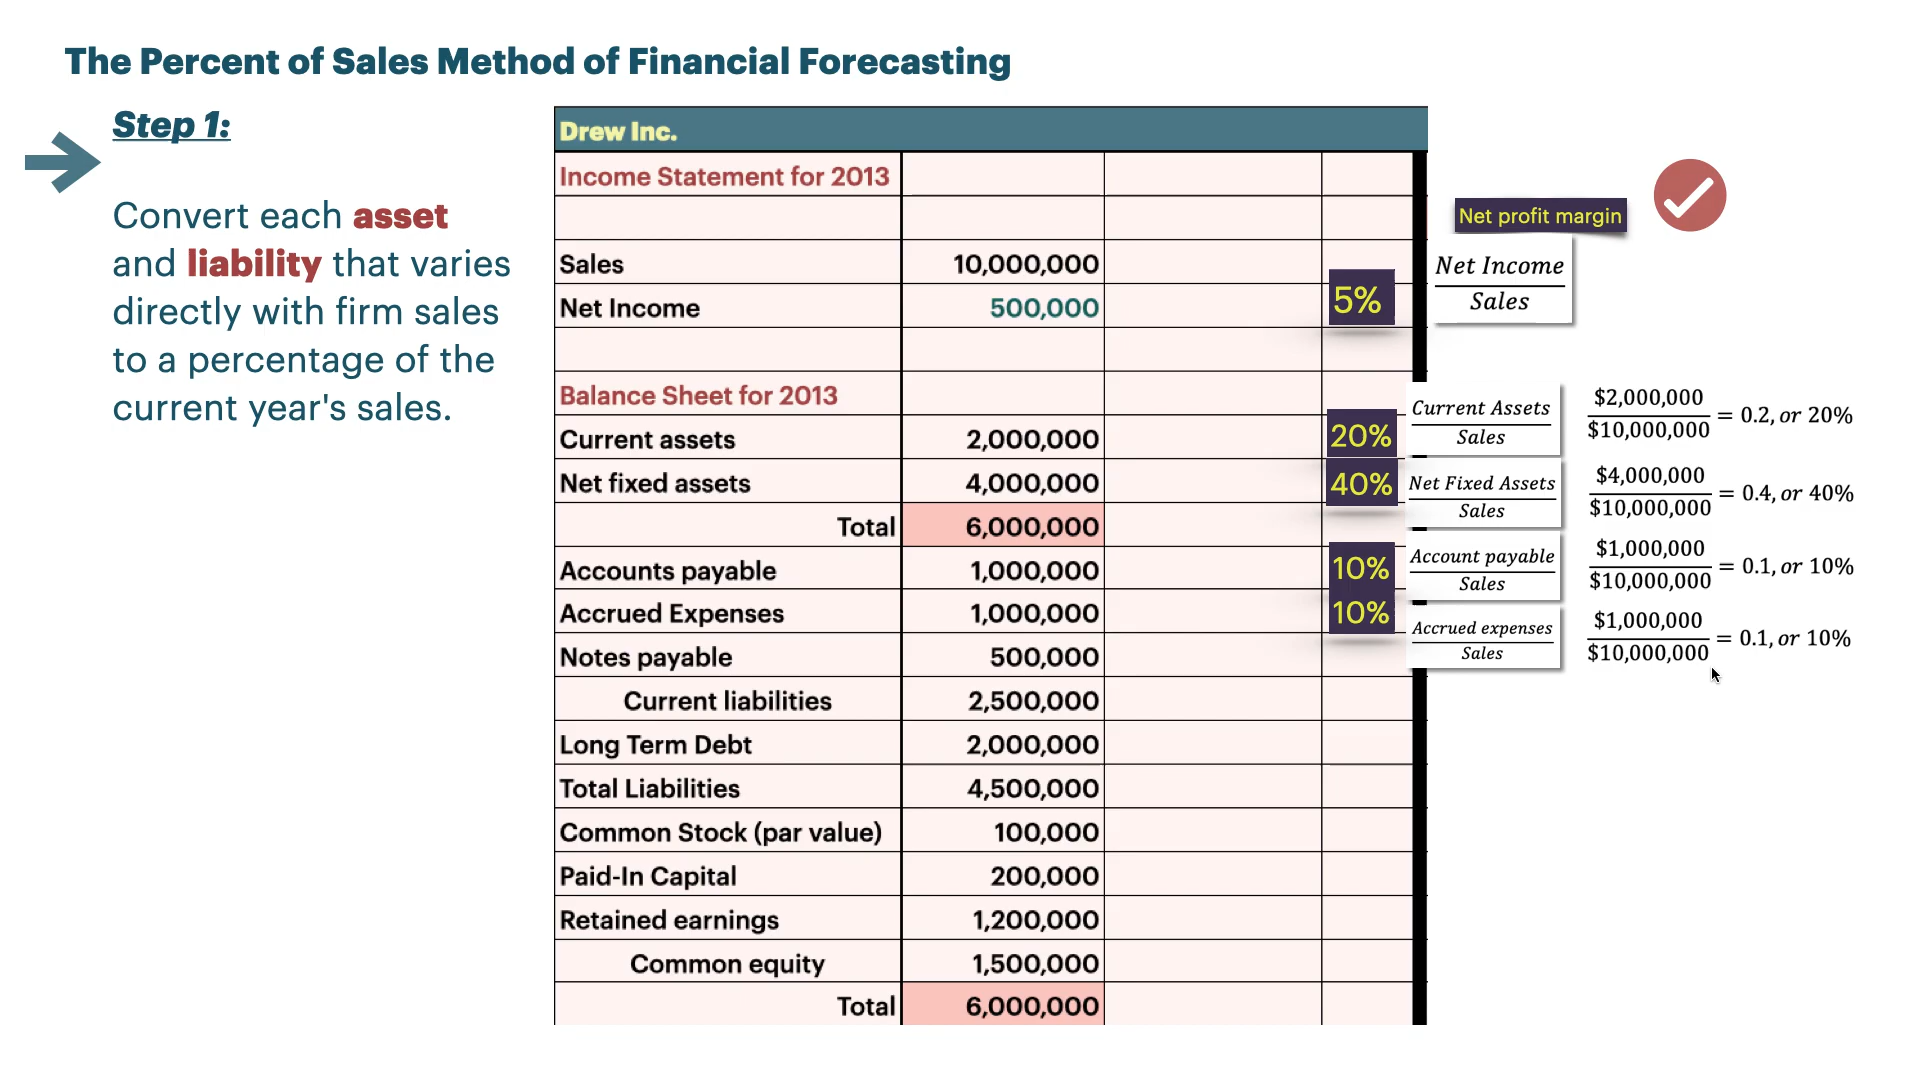 The Percent of Sales Method of Financial Forecasting
Step 1:
Convert each asset
and liability that varies
directly with firm sales
to a percentage of the
current year's sales.
Drew Inc.
Income Statement for 2013
Sales 10,000,000
Net Income 500,000 5%
Net profit margin
Net Income
Sales
Balance Sheet for 2013
Current assets 2,000,000 20%
Net fixed assets 4,000,000 40%
Total 6,000,000
Accounts payable 1,000,000 10%
Accrued Expenses 1,000,000 10%
Notes payable 500,000
Current liabilities 2,500,000
Long Term Debt 2,000,000
Total Liabilities 4,500,000
Common Stock (par value) 100,000
Paid-In Capital 200,000
Retained earnings 1,200,000
Common equity 1,500,000
Total 6,000,000
Current Assets
Sales
$2,000,000
$10,000,000
= 0.2, or 20%
Net Fixed Assets
Sales
$4,000,000
$10,000,000
= 0.4, or 40%
Account payable
Sales
$1,000,000
$10,000,000
= 0.1, or 10%
Accrued expenses
Sales
$1,000,000
$10,000,000
= 0.1, or 10%